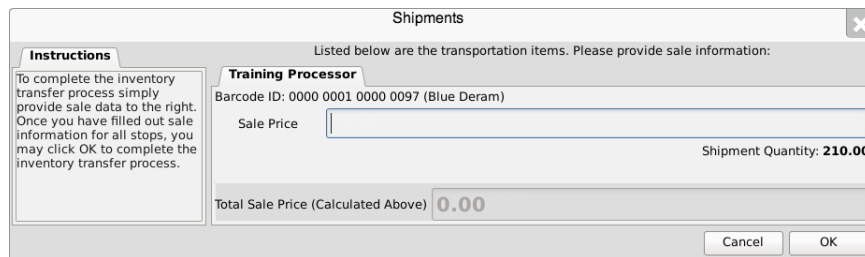 Shipments
Instructions
To complete the inventory
transfer process simply
provide sale data to the right.
Once you have filled out sale
information for all stops, you
may click OK to complete the
inventory transfer process.
Listed below are the transportation items. Please provide sale information:
Training Processor
Barcode ID: 0000 0001 0000 0097 (Blue Deram)
Sale Price
Shipment Quantity: 210.00
Total Sale Price (Calculated Above) 0.00
Cancel OK